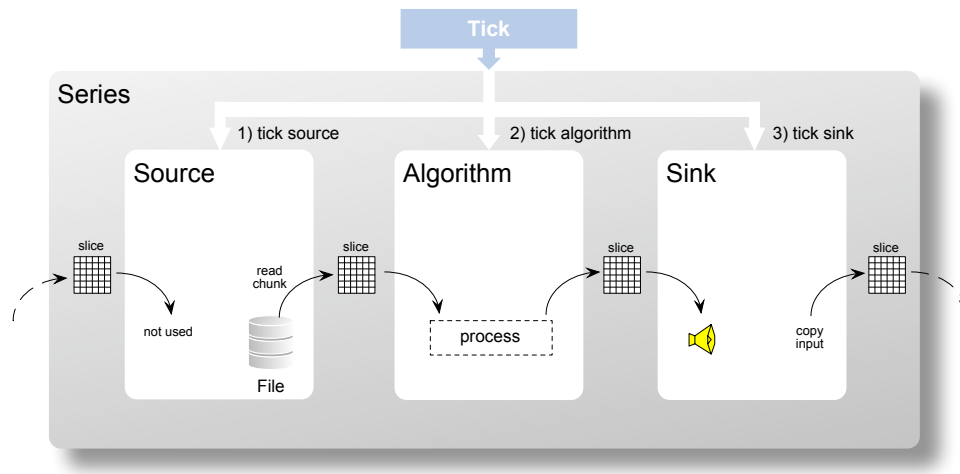 Tick
Series
1) tick source
2) tick algorithm
3) tick sink
Source
Algorithm
Sink
slice
slice
slice
slice
read
chunk
not used
process
copy
input
File